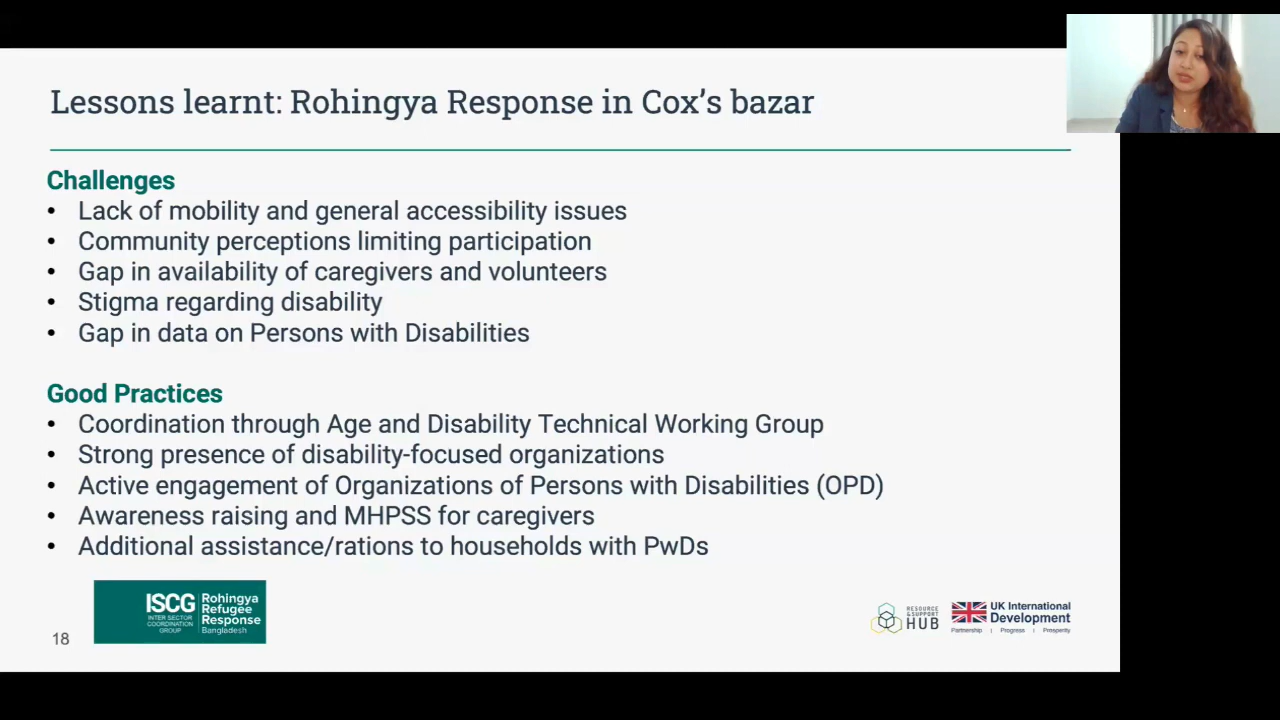 Lessons learnt: Rohingya Response in Cox's bazar
Challenges
• Lack of mobility and general accessibility issues
• Community perceptions limiting participation
• Gap in availability of caregivers and volunteers
• Stigma regarding disability
• Gap in data on Persons with Disabilities
Good Practices
• Coordination through Age and Disability Technical Working Group
• Strong presence of disability-focused organizations
• Active engagement of Organizations of Persons with Disabilities (OPD)
• Awareness raising and MHPSS for caregivers
• Additional assistance/rations to households with PwDs
18
ISCG
INTER SECTOR
COORDINATION
GROUP
Rohingya
Refugee
Response
Bangladesh
RESOURCE
&SUPPORT
HUB
UK International
Development
Partnership | Progress | Prosperity